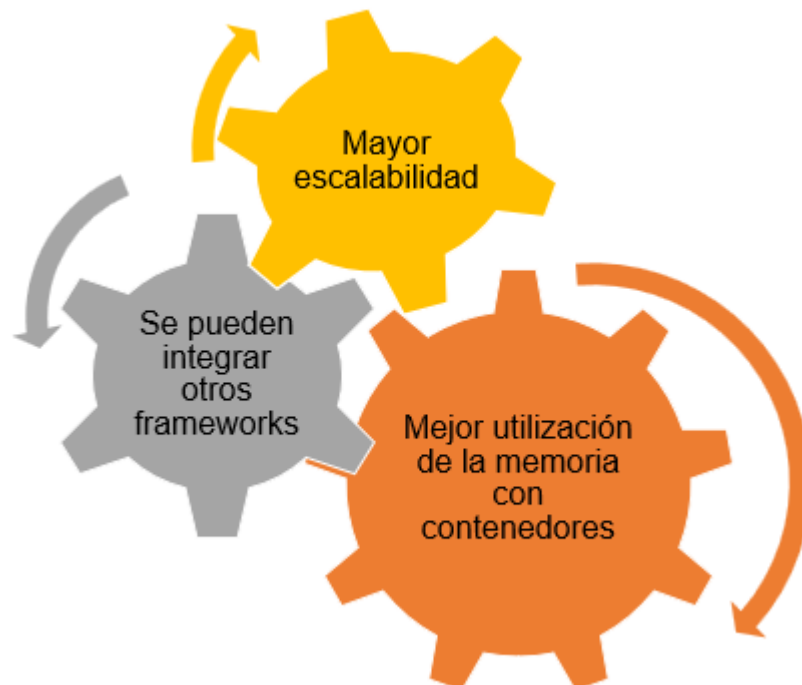 Mayor
escalabilidad
Se pueden
integrar
otros
frameworks
Mejor utilización
de la memoria
con
contenedores